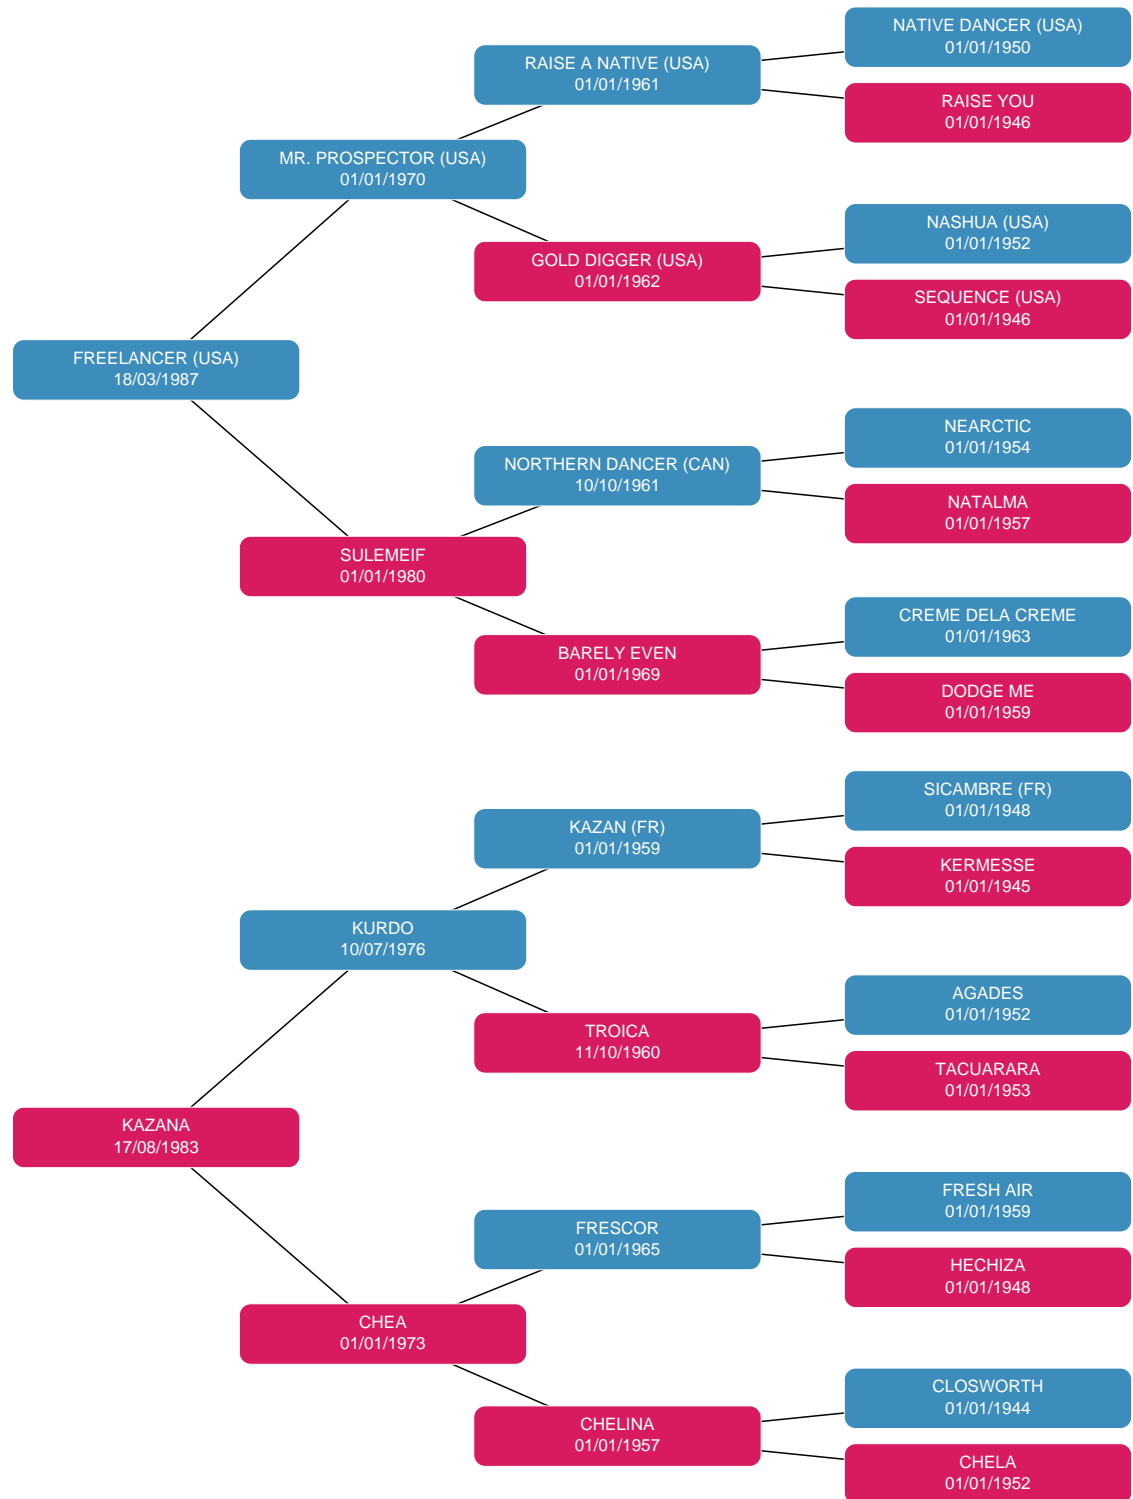 NATIVE DANCER (USA)
01/01/1950
RAISE A NATIVE (USA)
01/01/1961
RAISE YOU
01/01/1946
MR. PROSPECTOR (USA)
01/01/1970
NASHUA (USA)
01/01/1952
GOLD DIGGER (USA)
01/01/1962
SEQUENCE (USA)
01/01/1946
FREELANCER (USA)
18/03/1987
NEARCTIC
01/01/1954
NORTHERN DANCER (CAN)
10/10/1961
NATALMA
01/01/1957
SULEMEIF
01/01/1980
CREME DELA CREME
01/01/1963
BARELY EVEN
01/01/1969
DODGE ME
01/01/1959
SICAMBRE (FR)
01/01/1948
KAZAN (FR)
01/01/1959
KERMESSE
01/01/1945
KURDO
10/07/1976
AGADES
01/01/1952
TROICA
11/10/1960
TACUARARA
01/01/1953
KAZANA
17/08/1983
FRESH AIR
01/01/1959
FRESCOR
01/01/1965
HECHIZA
01/01/1948
CHEA
01/01/1973
CLOSWORTH
01/01/1944
CHELINA
01/01/1957
CHELA
01/01/1952